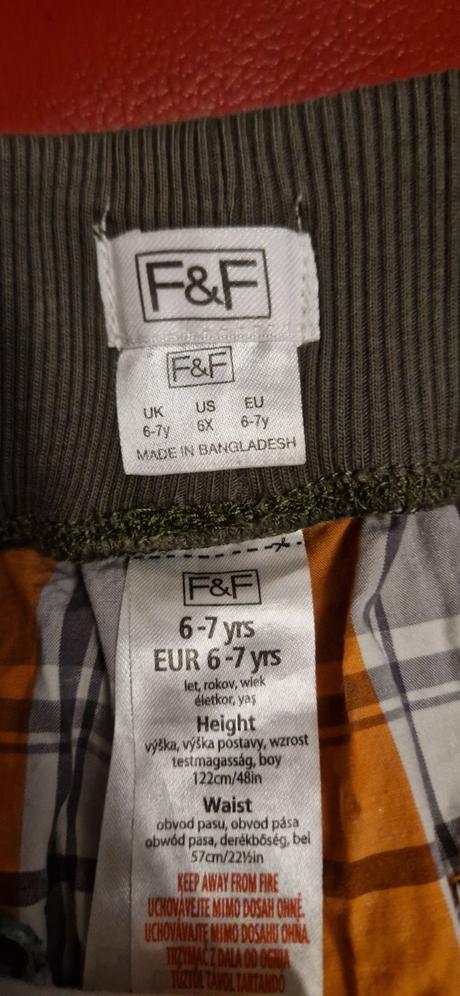 F&F
F&F
UK US EU
6-7y 6X 6-7y
MADE IN BANGLADESH
F&F
6-7 yrs
EUR 6-7 yrs
let, rokov, wiek
életkor, yaş
Height
výška, výška postavy, wzrost
testmagasság, boy
122cm/48in
Waist
obvod pasu, obvod pása
obwód pasa, derékbőség, bel
57cm/22½in
KEEP AWAY FROM FIRE
UCHOVÁVEJTE MIMO DOSAH OHNĚ.
UCHOVÁVAJTE MIMO DOSAHU OHŇA.
TRZYMAĆ Z DALA OD OGNIA
TŰZTŐL TÁVOL TARTANDÓ